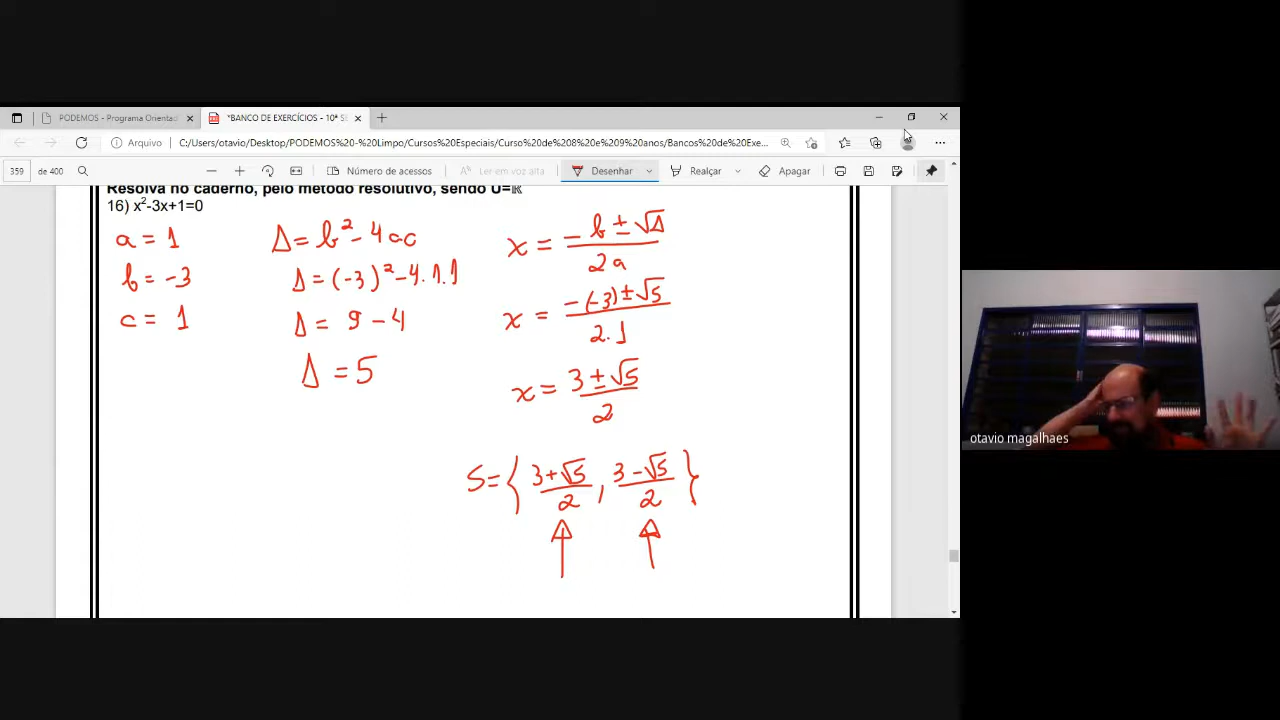 PODEMOS - Programa Orientad
*BANCO DE EXERCÍCIOS - 10ª SÉ
Arquivo
C:/Users/otavio/Desktop/PODEMOS%20-%20Limpo/Cursos%20Especiais/Curso%20de%208%20e%209%20anos/Bancos%20de%20Exe...
359 de 400
Número de acessos
Ler em voz alta
Desenhar
Realçar
Apagar
Resolva no caderno, pelo método resolutivo, sendo U=ℝ
16) x²-3x+1=0
a = 1
b = -3
c = 1
Δ = b² - 4ac
Δ = (-3)² - 4.1.1
Δ = 9 - 4
Δ = 5
x = -b ± √Δ / 2a
x = -(-3) ± √5 / 2.1
x = 3 ± √5 / 2
S = { 3+√5 / 2 , 3-√5 / 2 }
otavio magalhaes